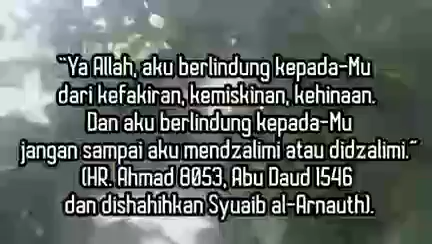 “Ya Allah, aku berlindung kepada-Mu
dari kefakiran, kemiskinan, kehinaan.
Dan aku berlindung kepada-Mu
jangan sampai aku mendzalimi atau didzalimi.”
(HR. Ahmad 8053, Abu Daud 1546
dan dishahihkan Syuaib al-Arnauth).